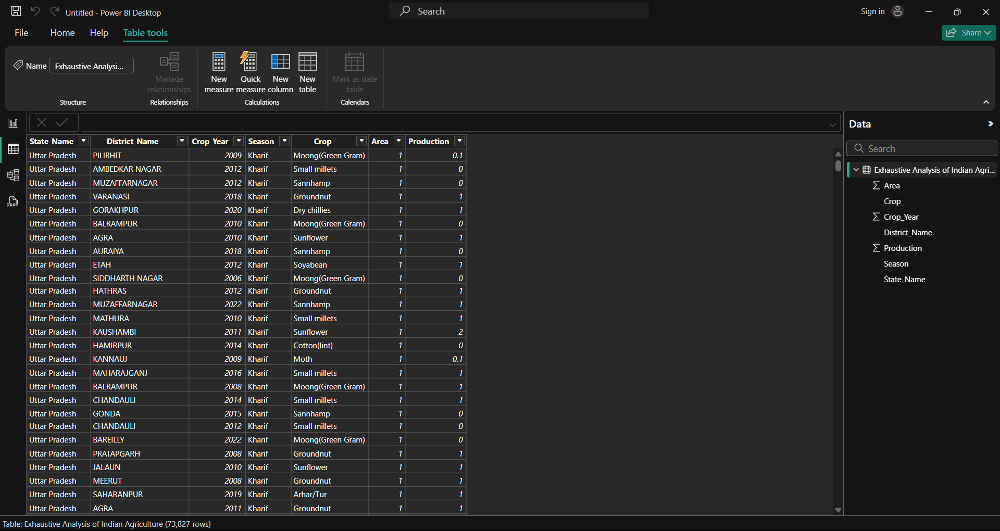 Untitled - Power BI Desktop
Search
Sign in
File Home Help Table tools
Share
Name Exhaustive Analysi...
Manage relationships
New measure
Quick measure
New column
New table
Mark as date table
Structure Relationships Calculations Calendars
State_Name District_Name Crop_Year Season Crop Area Production
Uttar Pradesh PILIBHIT 2009 Kharif Moong(Green Gram) 1 0.1
Uttar Pradesh AMBEDKAR NAGAR 2012 Kharif Small millets 1 0
Uttar Pradesh MUZAFFARNAGAR 2012 Kharif Sannhamp 1 0
Uttar Pradesh VARANASI 2018 Kharif Groundnut 1 1
Uttar Pradesh GORAKHPUR 2020 Kharif Dry chillies 1 1
Uttar Pradesh BALRAMPUR 2010 Kharif Moong(Green Gram) 1 0
Uttar Pradesh AGRA 2010 Kharif Sunflower 1 1
Uttar Pradesh AURAIYA 2018 Kharif Sannhamp 1 0
Uttar Pradesh ETAH 2012 Kharif Soyabean 1 1
Uttar Pradesh SIDDHARTH NAGAR 2006 Kharif Moong(Green Gram) 1 0
Uttar Pradesh HATHRAS 2012 Kharif Groundnut 1 1
Uttar Pradesh MUZAFFARNAGAR 2022 Kharif Sannhamp 1 1
Uttar Pradesh MATHURA 2010 Kharif Small millets 1 1
Uttar Pradesh KAUSHAMBI 2011 Kharif Sunflower 1 2
Uttar Pradesh HAMIRPUR 2014 Kharif Cotton(lint) 1 0
Uttar Pradesh KANNAUJ 2009 Kharif Moth 1 0.1
Uttar Pradesh MAHARAJGANJ 2016 Kharif Small millets 1 1
Uttar Pradesh BALRAMPUR 2008 Kharif Moong(Green Gram) 1 1
Uttar Pradesh CHANDAULI 2014 Kharif Small millets 1 1
Uttar Pradesh GONDA 2015 Kharif Sannhamp 1 0
Uttar Pradesh CHANDAULI 2012 Kharif Small millets 1 0
Uttar Pradesh BAREILLY 2022 Kharif Moong(Green Gram) 1 0
Uttar Pradesh PRATAPGARH 2008 Kharif Groundnut 1 1
Uttar Pradesh JALAUN 2010 Kharif Sunflower 1 1
Uttar Pradesh MEERUT 2008 Kharif Groundnut 1 1
Uttar Pradesh SAHARANPUR 2019 Kharif Arhar/Tur 1 1
Uttar Pradesh AGRA 2011 Kharif Groundnut 1 1
DAX
Data
Search
Exhaustive Analysis of Indian Agri...
Area
Crop
Crop_Year
District_Name
Production
Season
State_Name
Table: Exhaustive Analysis of Indian Agriculture (73,827 rows)